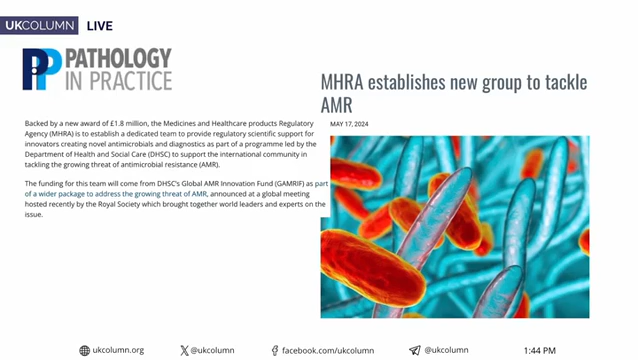 UKCOLUMN LIVE
PATHOLOGY
IN PRACTICE
MHRA establishes new group to tackle
AMR
MAY 17, 2024
Backed by a new award of £1.8 million, the Medicines and Healthcare products Regulatory
Agency (MHRA) is to establish a dedicated team to provide regulatory scientific support for
innovators creating novel antimicrobials and diagnostics as part of a programme led by the
Department of Health and Social Care (DHSC) to support the international community in
tackling the growing threat of antimicrobial resistance (AMR).
The funding for this team will come from DHSC's Global AMR Innovation Fund (GAMRIF) as part
of a wider package to address the growing threat of AMR, announced at a global meeting
hosted recently by the Royal Society which brought together world leaders and experts on the
issue.
ukcolumn.org @ukcolumn facebook.com/ukcolumn @ukcolumn 1:44 PM